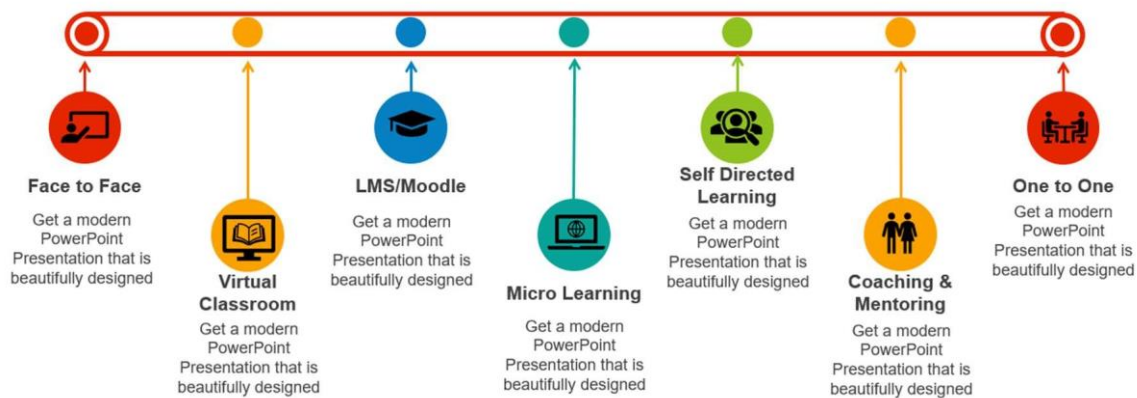 Face to Face
Get a modern
PowerPoint
Presentation that is
beautifully designed
Virtual
Classroom
Get a modern
PowerPoint
Presentation that is
beautifully designed
LMS/Moodle
Get a modern
PowerPoint
Presentation that is
beautifully designed
Micro Learning
Get a modern
PowerPoint
Presentation that is
beautifully designed
Self Directed
Learning
Get a modern
PowerPoint
Presentation that is
beautifully designed
Coaching &
Mentoring
Get a modern
PowerPoint
Presentation that is
beautifully designed
One to One
Get a modern
PowerPoint
Presentation that is
beautifully designed